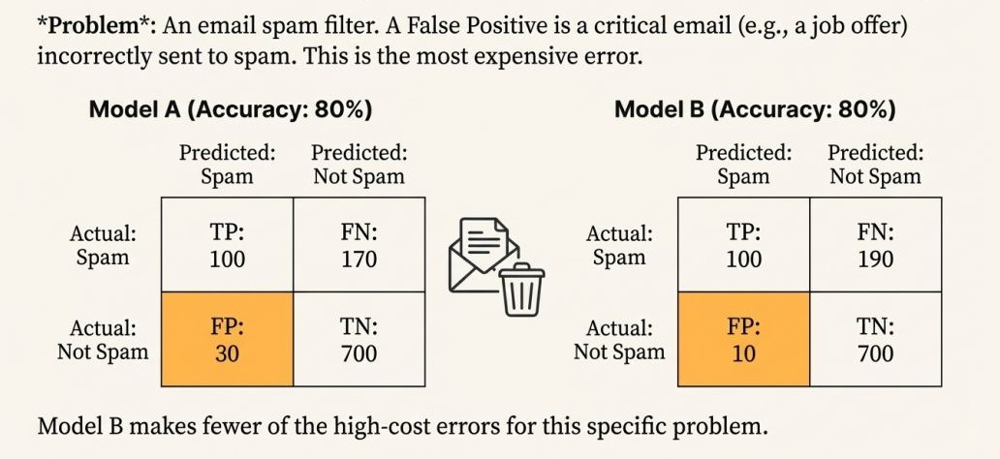 *Problem*: An email spam filter. A False Positive is a critical email (e.g., a job offer)
incorrectly sent to spam. This is the most expensive error.
Model A (Accuracy: 80%)
Predicted:
Spam
Predicted:
Not Spam
Actual:
Spam
TP:
100
FN:
170
Actual:
Not Spam
FP:
30
TN:
700
Model B (Accuracy: 80%)
Predicted:
Spam
Predicted:
Not Spam
Actual:
Spam
TP:
100
FN:
190
Actual:
Not Spam
FP:
10
TN:
700
Model B makes fewer of the high-cost errors for this specific problem.